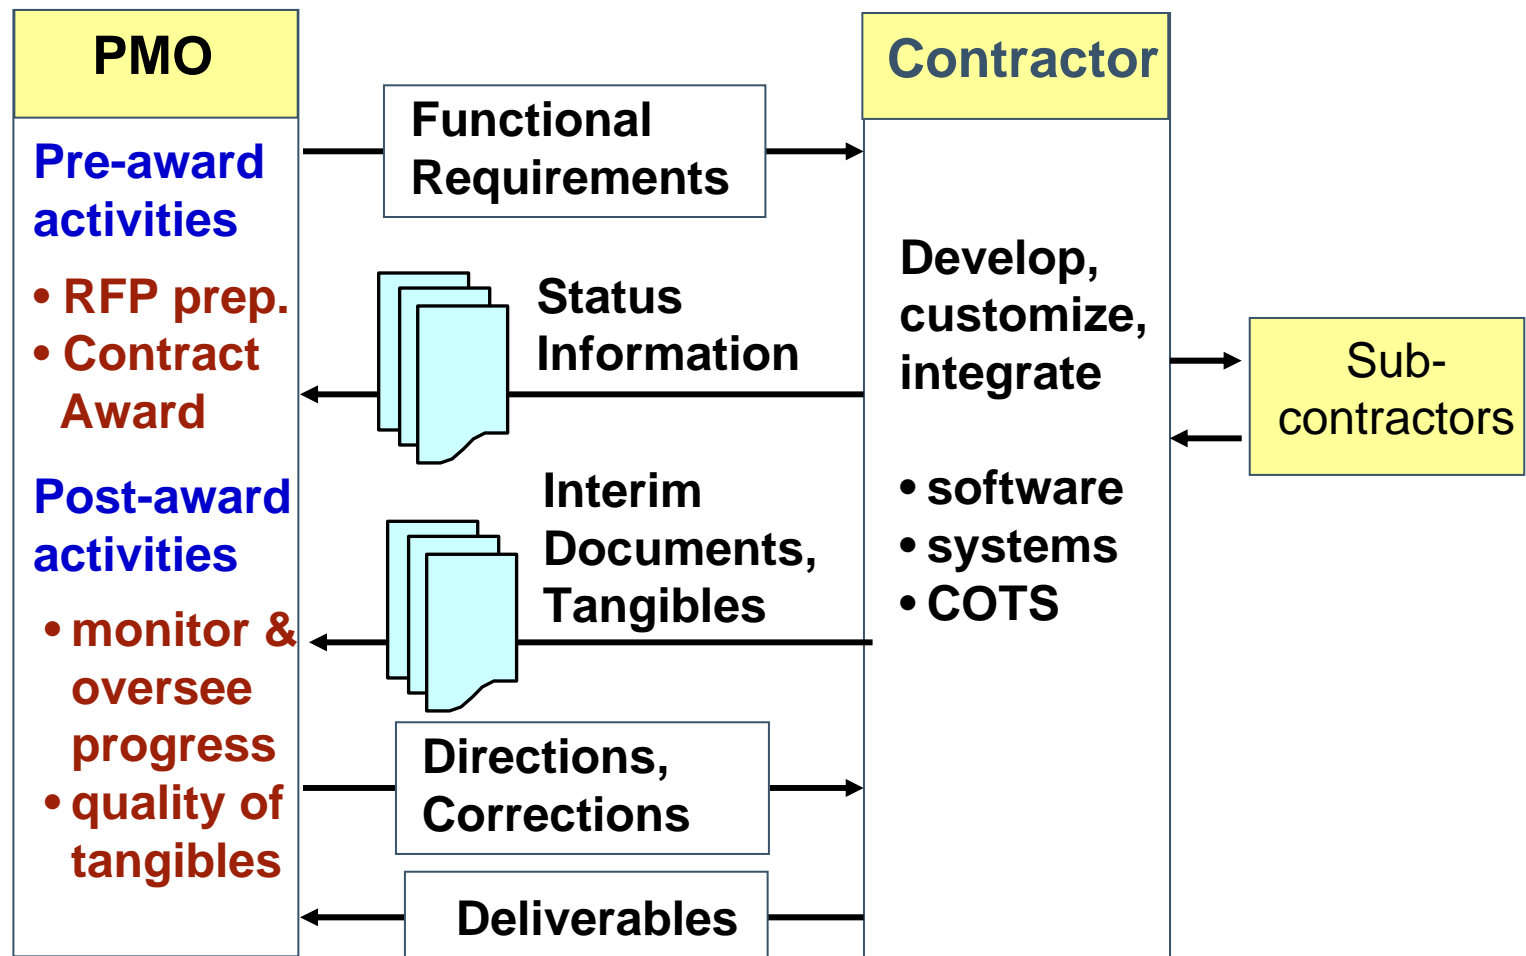 PMO
Pre-award
activities
• RFP prep.
• Contract
Award
Post-award
activities
• monitor &
oversee
progress
• quality of
tangibles
Functional
Requirements
Status
Information
Interim
Documents,
Tangibles
Directions,
Corrections
Deliverables
Contractor
Develop,
customize,
integrate
• software
• systems
• COTS
Sub-
contractors